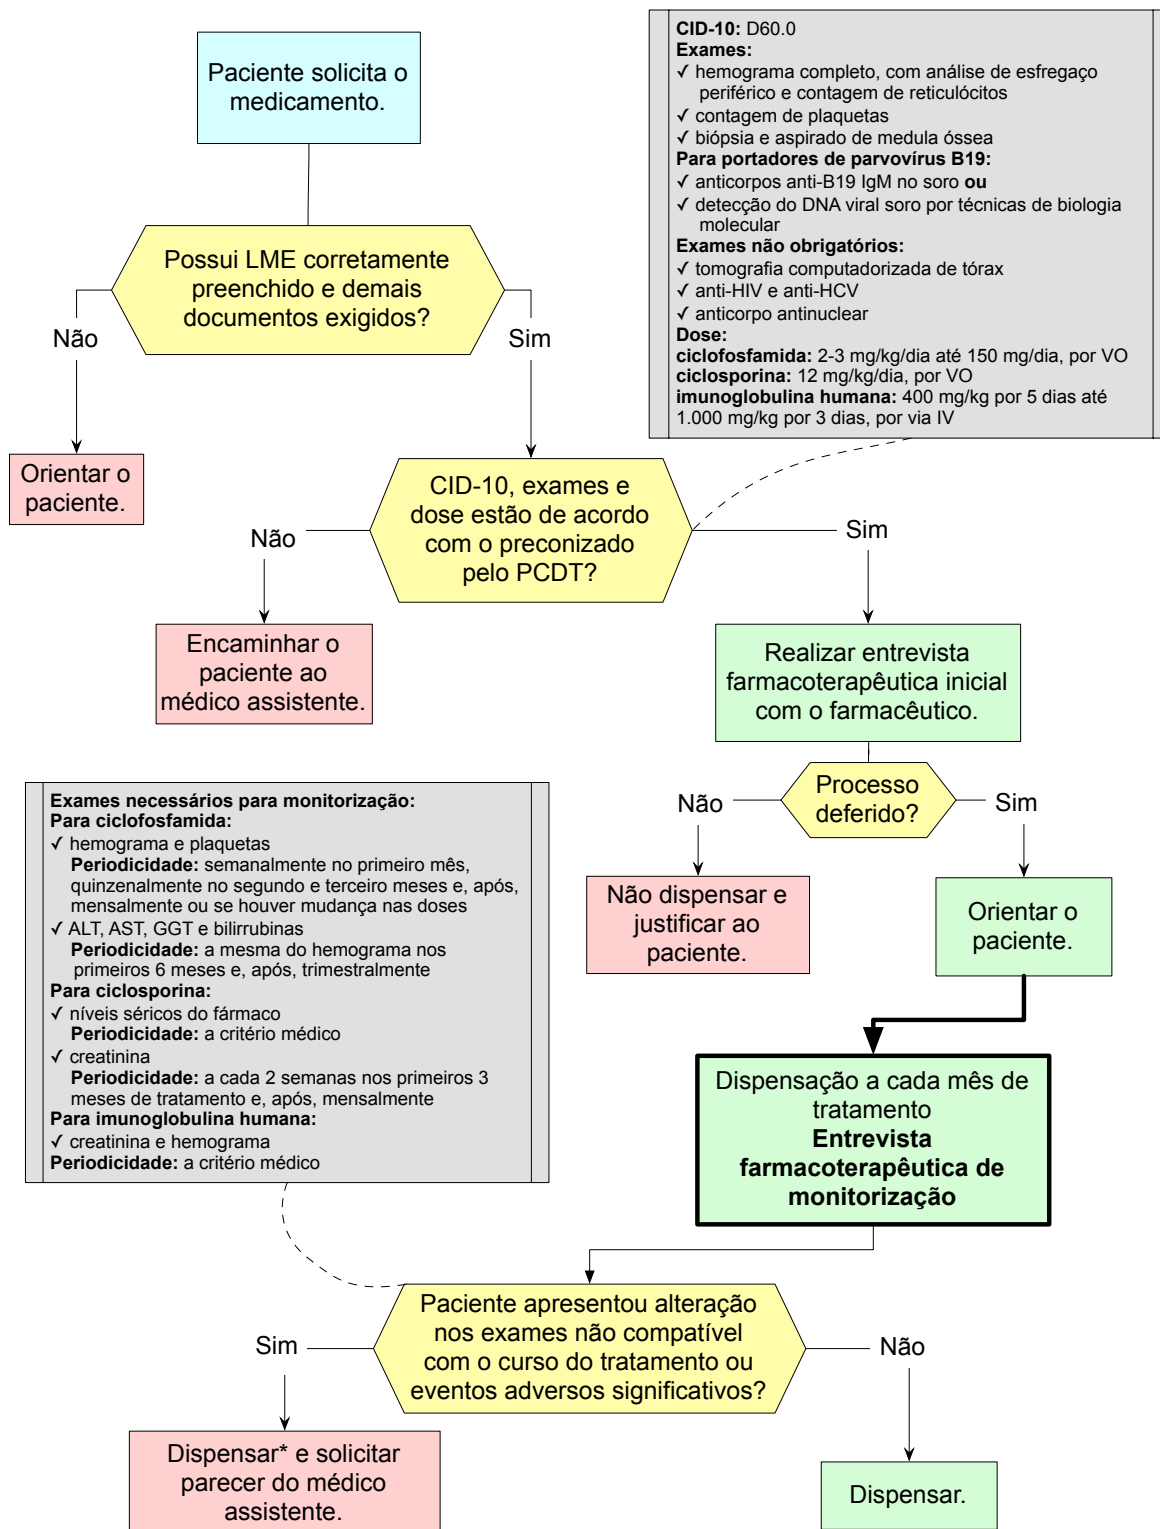 Paciente solicita o
medicamento.
CID-10: D60.0
Exames:
✓ hemograma completo, com análise de esfregaço
periférico e contagem de reticulócitos
✓ contagem de plaquetas
✓ biópsia e aspirado de medula óssea
Para portadores de parvovírus B19:
✓ anticorpos anti-B19 IgM no soro ou
✓ detecção do DNA viral soro por técnicas de biologia
molecular
Exames não obrigatórios:
✓ tomografia computadorizada de tórax
✓ anti-HIV e anti-HCV
✓ anticorpo antinuclear
Dose:
ciclofosfamida: 2-3 mg/kg/dia até 150 mg/dia, por VO
ciclosporina: 12 mg/kg/dia, por VO
imunoglobulina humana: 400 mg/kg por 5 dias até
1.000 mg/kg por 3 dias, por via IV
Possui LME corretamente
preenchido e demais
documentos exigidos?
Não
Sim
Orientar o
paciente.
CID-10, exames e
dose estão de acordo
com o preconizado
pelo PCDT?
Não
Sim
Encaminhar o
paciente ao
médico assistente.
Realizar entrevista
farmacoterapêutica inicial
com o farmacêutico.
Processo
deferido?
Não
Sim
Não dispensar e
justificar ao
paciente.
Orientar o
paciente.
Exames necessários para monitorização:
Para ciclofosfamida:
✓ hemograma e plaquetas
Periodicidade: semanalmente no primeiro mês,
quinzenalmente no segundo e terceiro meses e, após,
mensalmente ou se houver mudança nas doses
✓ ALT, AST, GGT e bilirrubinas
Periodicidade: a mesma do hemograma nos
primeiros 6 meses e, após, trimestralmente
Para ciclosporina:
✓ níveis séricos do fármaco
Periodicidade: a critério médico
✓ creatinina
Periodicidade: a cada 2 semanas nos primeiros 3
meses de tratamento e, após, mensalmente
Para imunoglobulina humana:
✓ creatinina e hemograma
Periodicidade: a critério médico
Dispensação a cada mês de
tratamento
Entrevista
farmacoterapêutica de
monitorização
Paciente apresentou alteração
nos exames não compatível
com o curso do tratamento ou
eventos adversos significativos?
Sim
Não
Dispensar* e solicitar
parecer do médico
assistente.
Dispensar.